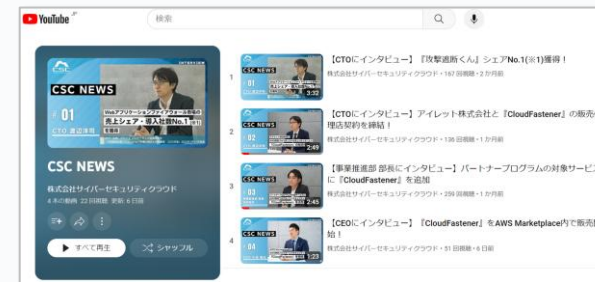 YouTube JP
検索
CSC
CSC NEWS
01
CTO 渡辺洋司
Webアプリケーションファイアウォール市場の
売上シェア・導入社数No.1(※1)
を獲得
CSC NEWS
株式会社サイバーセキュリティクラウド
4 本の動画 22 回視聴 更新: 6 日前
すべて再生
シャッフル
1
CSC NEWS
01
3:32
【CTOにインタビュー】『攻撃遮断くん』シェアNo.1(※1)獲得！
株式会社サイバーセキュリティクラウド・167 回視聴・2 か月前
2
CSC NEWS
02
2:49
【CTOにインタビュー】アイレット株式会社と『CloudFastener』の販売代
理店契約を締結！
株式会社サイバーセキュリティクラウド・136 回視聴・1 か月前
3
CSC NEWS
03
2:45
【事業推進部 部長にインタビュー】パートナープログラムの対象サービス
に『CloudFastener』を追加
株式会社サイバーセキュリティクラウド・259 回視聴・1 か月前
4
CSC NEWS
04
1:23
【CEOにインタビュー】『CloudFastener』をAWS Marketplace内で販売開
始！
株式会社サイバーセキュリティクラウド・51 回視聴・6 日前